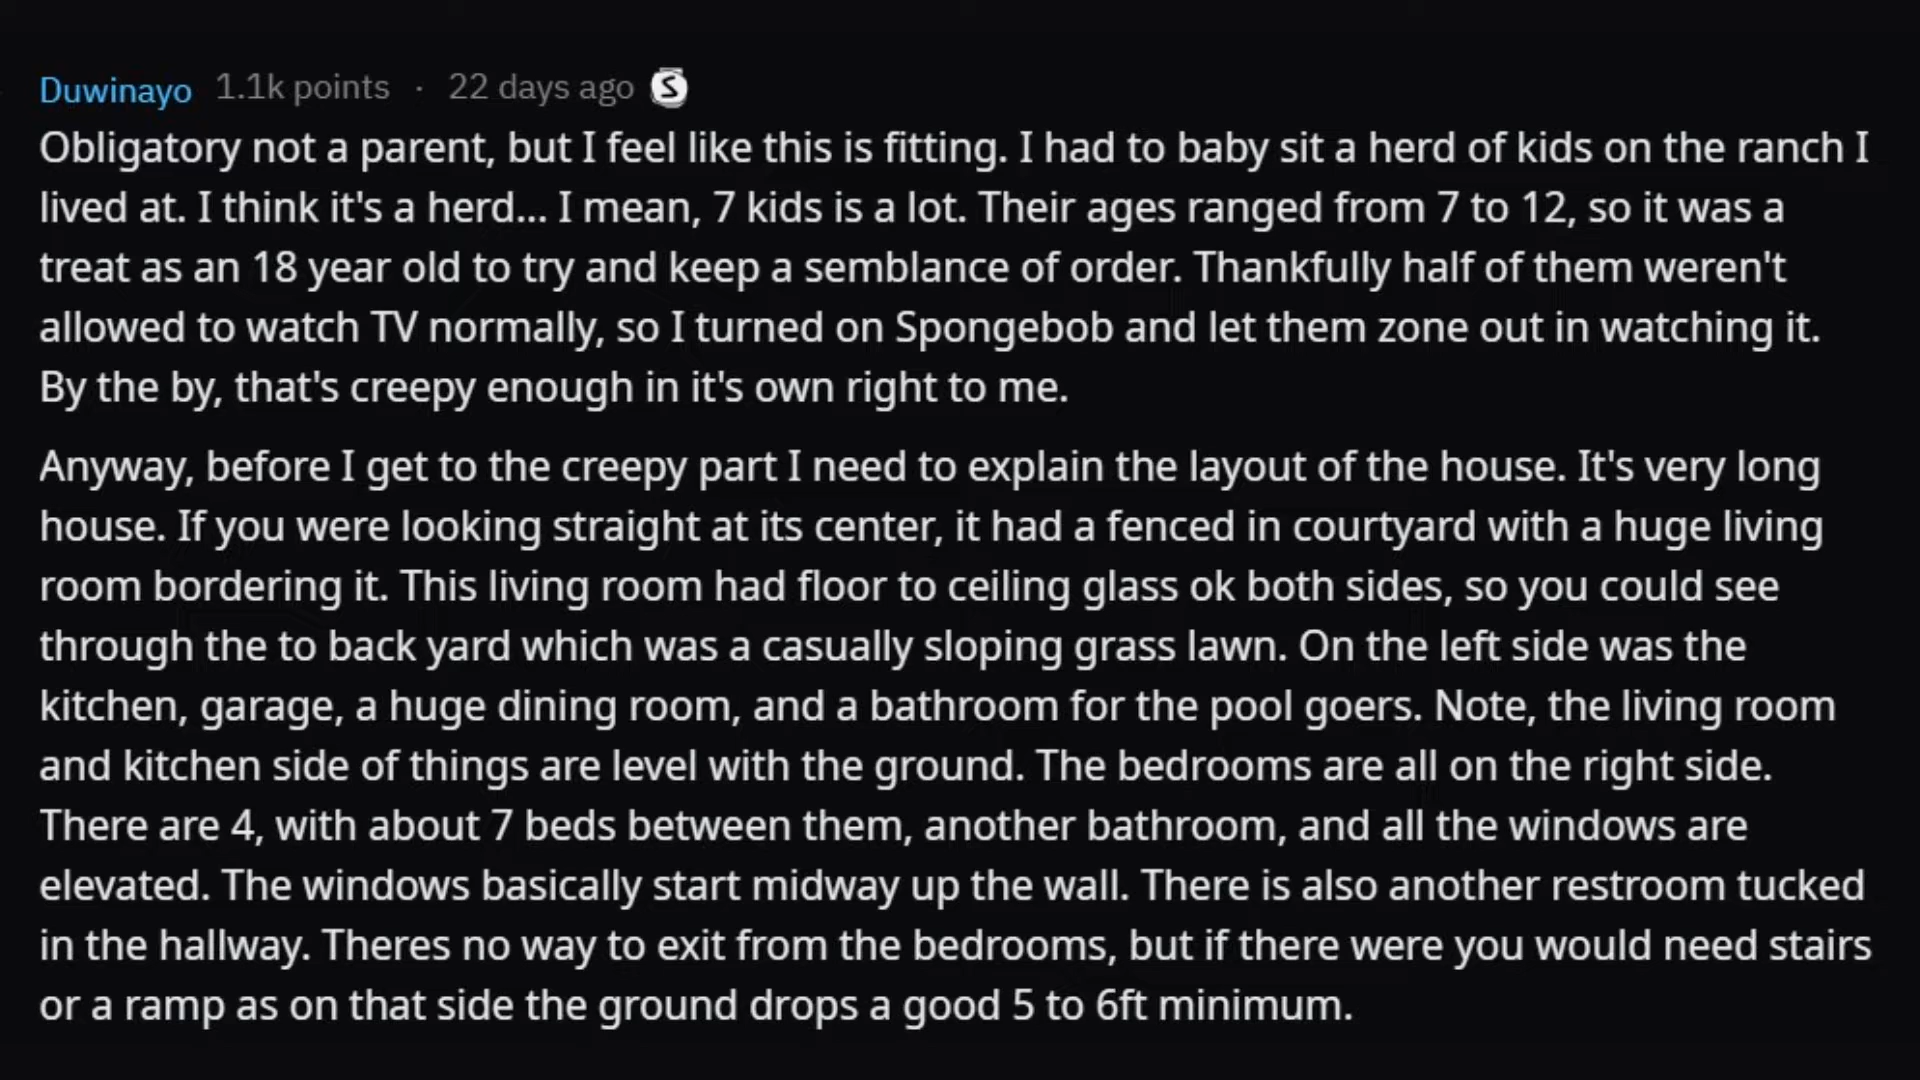 Duwinayo 1.1k points · 22 days ago S
Obligatory not a parent, but I feel like this is fitting. I had to baby sit a herd of kids on the ranch I
lived at. I think it's a herd... I mean, 7 kids is a lot. Their ages ranged from 7 to 12, so it was a
treat as an 18 year old to try and keep a semblance of order. Thankfully half of them weren't
allowed to watch TV normally, so I turned on Spongebob and let them zone out in watching it.
By the by, that's creepy enough in it's own right to me.
Anyway, before I get to the creepy part I need to explain the layout of the house. It's very long
house. If you were looking straight at its center, it had a fenced in courtyard with a huge living
room bordering it. This living room had floor to ceiling glass ok both sides, so you could see
through the to back yard which was a casually sloping grass lawn. On the left side was the
kitchen, garage, a huge dining room, and a bathroom for the pool goers. Note, the living room
and kitchen side of things are level with the ground. The bedrooms are all on the right side.
There are 4, with about 7 beds between them, another bathroom, and all the windows are
elevated. The windows basically start midway up the wall. There is also another restroom tucked
in the hallway. Theres no way to exit from the bedrooms, but if there were you would need stairs
or a ramp as on that side the ground drops a good 5 to 6ft minimum.